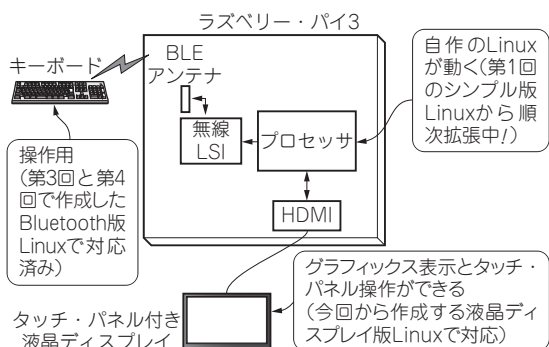 ラズベリー・パイ3
キーボード
BLE
アンテナ
無線
LSI
プロセッサ
HDMI
自作のLinux
が動く(第1回
のシンプル版
Linuxから順
次拡張中!)
操作用
(第3回と第4
回で作成した
Bluetooth版
Linuxで対応
済み)
グラフィックス表示とタッチ・
パネル操作ができる
(今回から作成する液晶ディ
スプレイ版Linuxで対応)
タッチ・パネル付き
液晶ディスプレイ